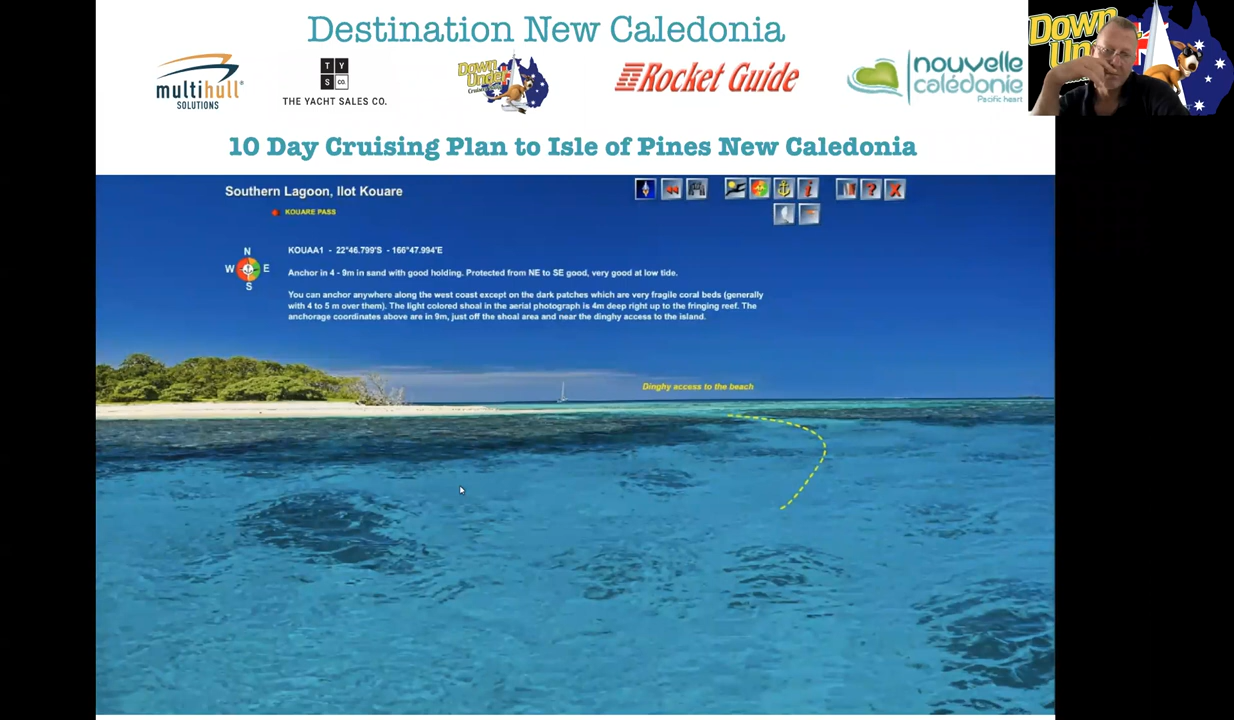 Destination New Caledonia
multihull®
SOLUTIONS
T Y
S CO.
THE YACHT SALES CO.
Down
Under
Rocket Guide
nouvelle
calédonie
Pacific heart
Down
Under
10 Day Cruising Plan to Isle of Pines New Caledonia
Southern Lagoon, Ilot Kouare
KOUARE PASS
N
W E
S
KOUAA1 - 22°46.799'S - 166°47.994'E
Anchor in 4 - 9m in sand with good holding. Protected from NE to SE good, very good at low tide.
You can anchor anywhere along the west coast except on the dark patches which are very fragile coral beds (generally
with 4 to 5 m over them). The light colored shoal in the aerial photograph is 4m deep right up to the fringing reef. The
anchorage coordinates above are in 9m, just off the shoal area and near the dinghy access to the island.
i
?
X
Dinghy access to the beach